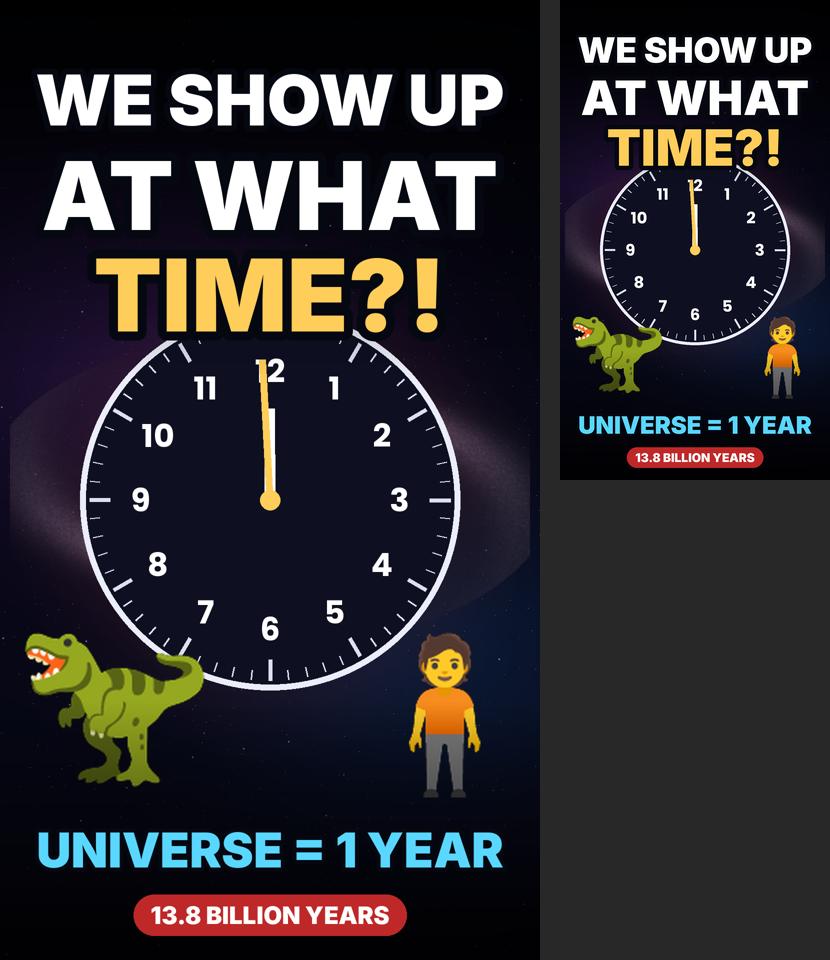 WE SHOW UP
AT WHAT
TIME?!
12
11
1
10
2
9
3
8
4
7
5
6
UNIVERSE = 1 YEAR
13.8 BILLION YEARS
WE SHOW UP
AT WHAT
TIME?!
12
11
1
10
2
9
3
8
4
7
5
6
UNIVERSE = 1 YEAR
13.8 BILLION YEARS